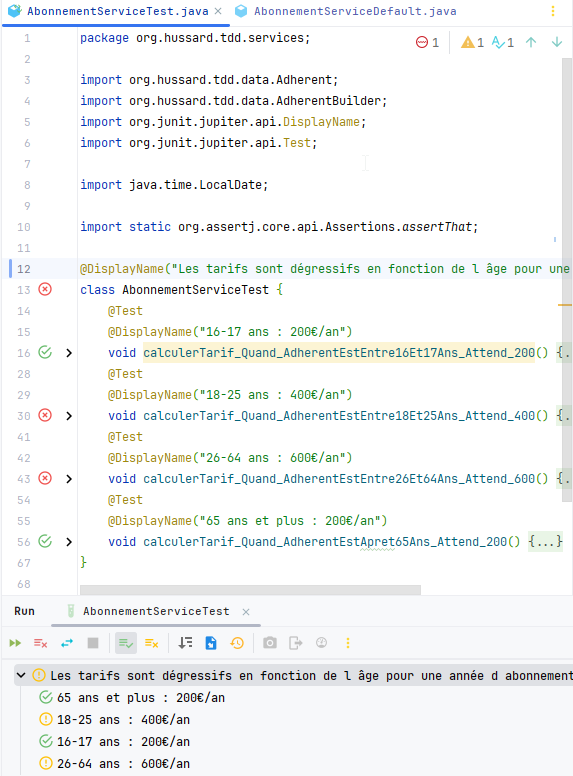 AbonnementServiceTest.java × AbonnementServiceDefault.java
1 package org.hussard.tdd.services; 1 1 1
2
3 import org.hussard.tdd.data.Adherent;
4 import org.hussard.tdd.data.AdherentBuilder;
5 import org.junit.jupiter.api.DisplayName;
6 import org.junit.jupiter.api.Test;
7
8 import java.time.LocalDate;
9
10 import static org.assertj.core.api.Assertions.assertThat;
11
12 @DisplayName("Les tarifs sont dégressifs en fonction de l âge pour une
13 class AbonnementServiceTest {
14 @Test
15 @DisplayName("16-17 ans : 200€/an")
16 void calculerTarif_Quand_AdherentEstEntre16Et17Ans_Attend_200() {..
28 @Test
29 @DisplayName("18-25 ans : 400€/an")
30 void calculerTarif_Quand_AdherentEstEntre18Et25Ans_Attend_400() {..
41 @Test
42 @DisplayName("26-64 ans : 600€/an")
43 void calculerTarif_Quand_AdherentEstEntre26Et64Ans_Attend_600() {..
54 @Test
55 @DisplayName("65 ans et plus : 200€/an")
56 void calculerTarif_Quand_AdherentEstApret65Ans_Attend_200() {...}
67 }
68
Run AbonnementServiceTest ×
Les tarifs sont dégressifs en fonction de l âge pour une année d abonnement
65 ans et plus : 200€/an
18-25 ans : 400€/an
16-17 ans : 200€/an
26-64 ans : 600€/an